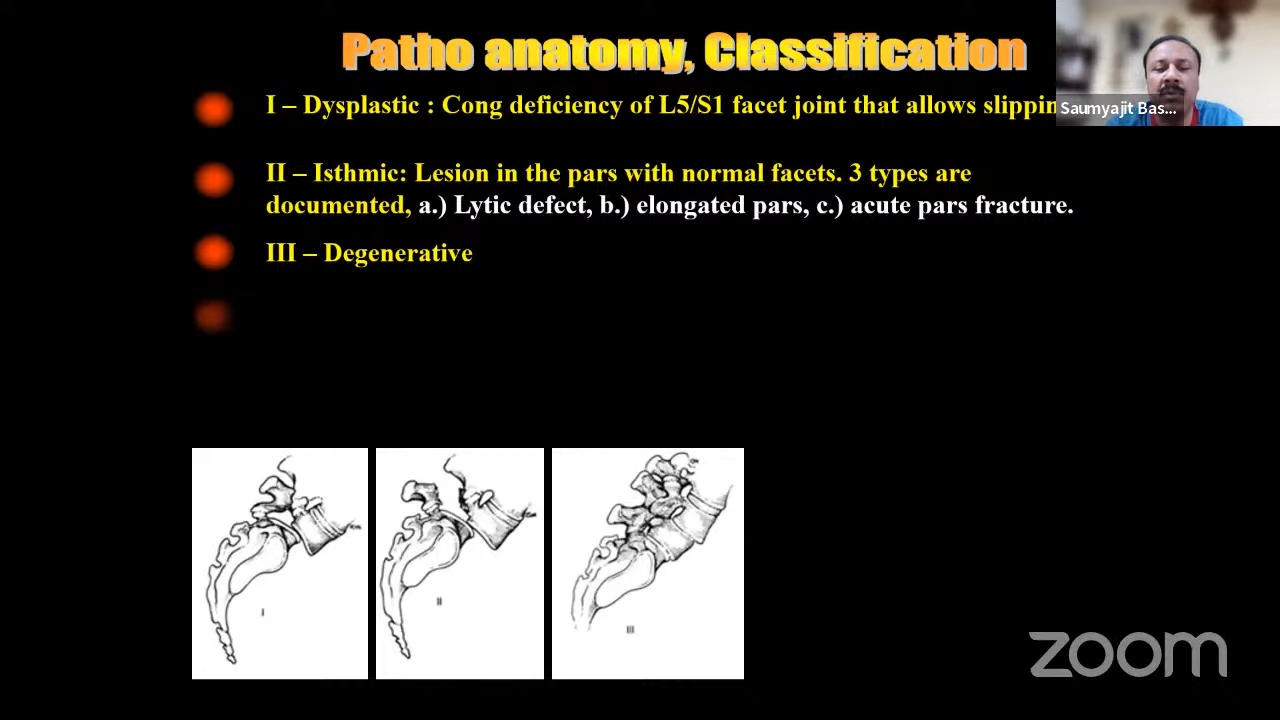 Patho anatomy, Classification
I – Dysplastic : Cong deficiency of L5/S1 facet joint that allows slippin
Saumyajit Bas...
II – Isthmic: Lesion in the pars with normal facets. 3 types are
documented, a.) Lytic defect, b.) elongated pars, c.) acute pars fracture.
III – Degenerative
I
II
III
zoom